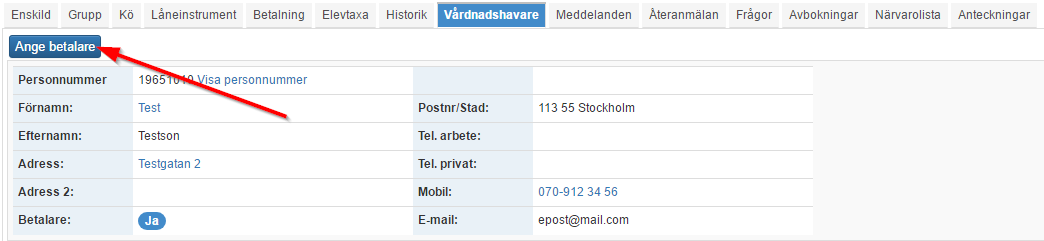 Enskild Grupp Kö Låneinstrument Betalning Elevtaxa Historik Vårdnadshavare Meddelanden Återanmälan Frågor Avbokningar Närvarolista Anteckningar
Ange betalare
Personnummer 19651010 Visa personnummer
Förnamn: Test Postnr/Stad: 113 55 Stockholm
Efternamn: Testson Tel. arbete:
Adress: Testgatan 2 Tel. privat:
Adress 2: Mobil: 070-912 34 56
Betalare: Ja E-mail: epost@mail.com